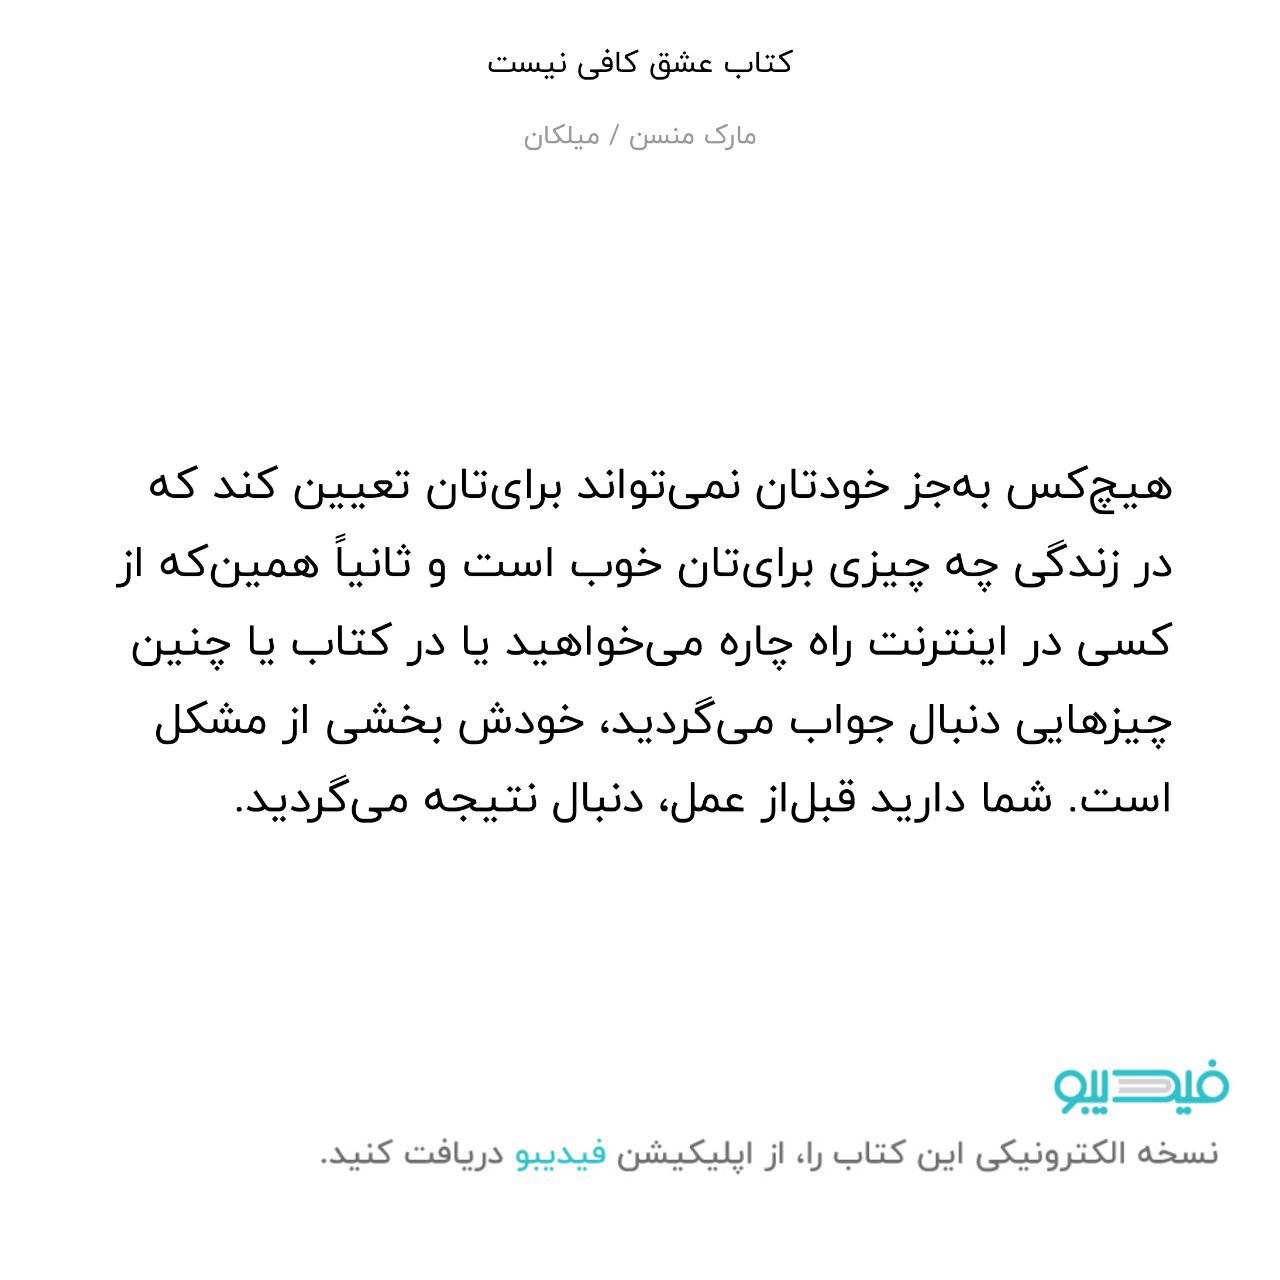 کتاب عشق کافی نیست
مارک منسن / میلکان
هیچ‌کس به‌جز خودتان نمی‌تواند برای‌تان تعیین کند که
در زندگی چه چیزی برای‌تان خوب است و ثانیاً همین‌که از
کسی در اینترنت راه چاره می‌خواهید یا در کتاب یا چنین
چیزهایی دنبال جواب می‌گردید، خودش بخشی از مشکل
است. شما دارید قبل‌از عمل، دنبال نتیجه می‌گردید.
فیدیبو
نسخه الکترونیکی این کتاب را، از اپلیکیشن فیدیبو دریافت کنید.